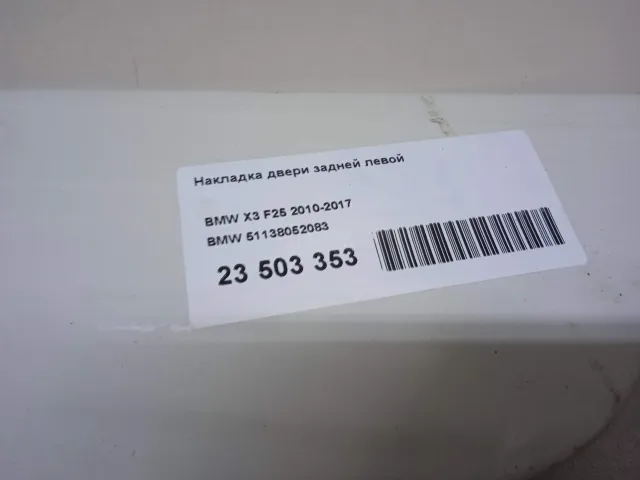 Накладка двери задней левой
BMW X3 F25 2010-2017
BMW 51138052083
23 503 353